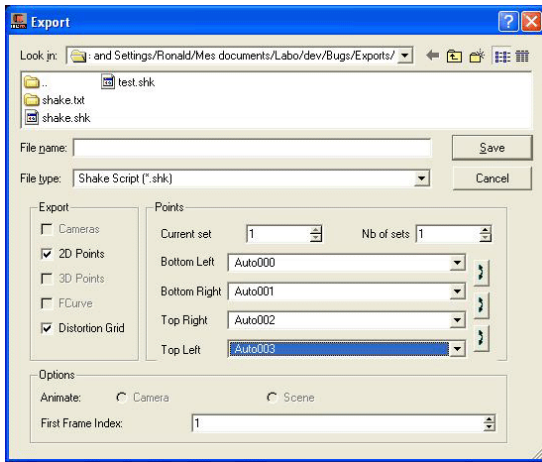 Export
Look in: : and Settings/Ronald/Mes documents/Labo/dev/Bugs/Exports/
.. test.shk
shake.txt
shake.shk
File name: Save
File type: Shake Script (*.shk) Cancel
Export Points
Cameras Current set 1 Nb of sets 1
2D Points Bottom Left Auto000
3D Points Bottom Right Auto001
FCurve Top Right Auto002
Distortion Grid Top Left Auto003
Options
Animate: Camera Scene
First Frame Index: 1